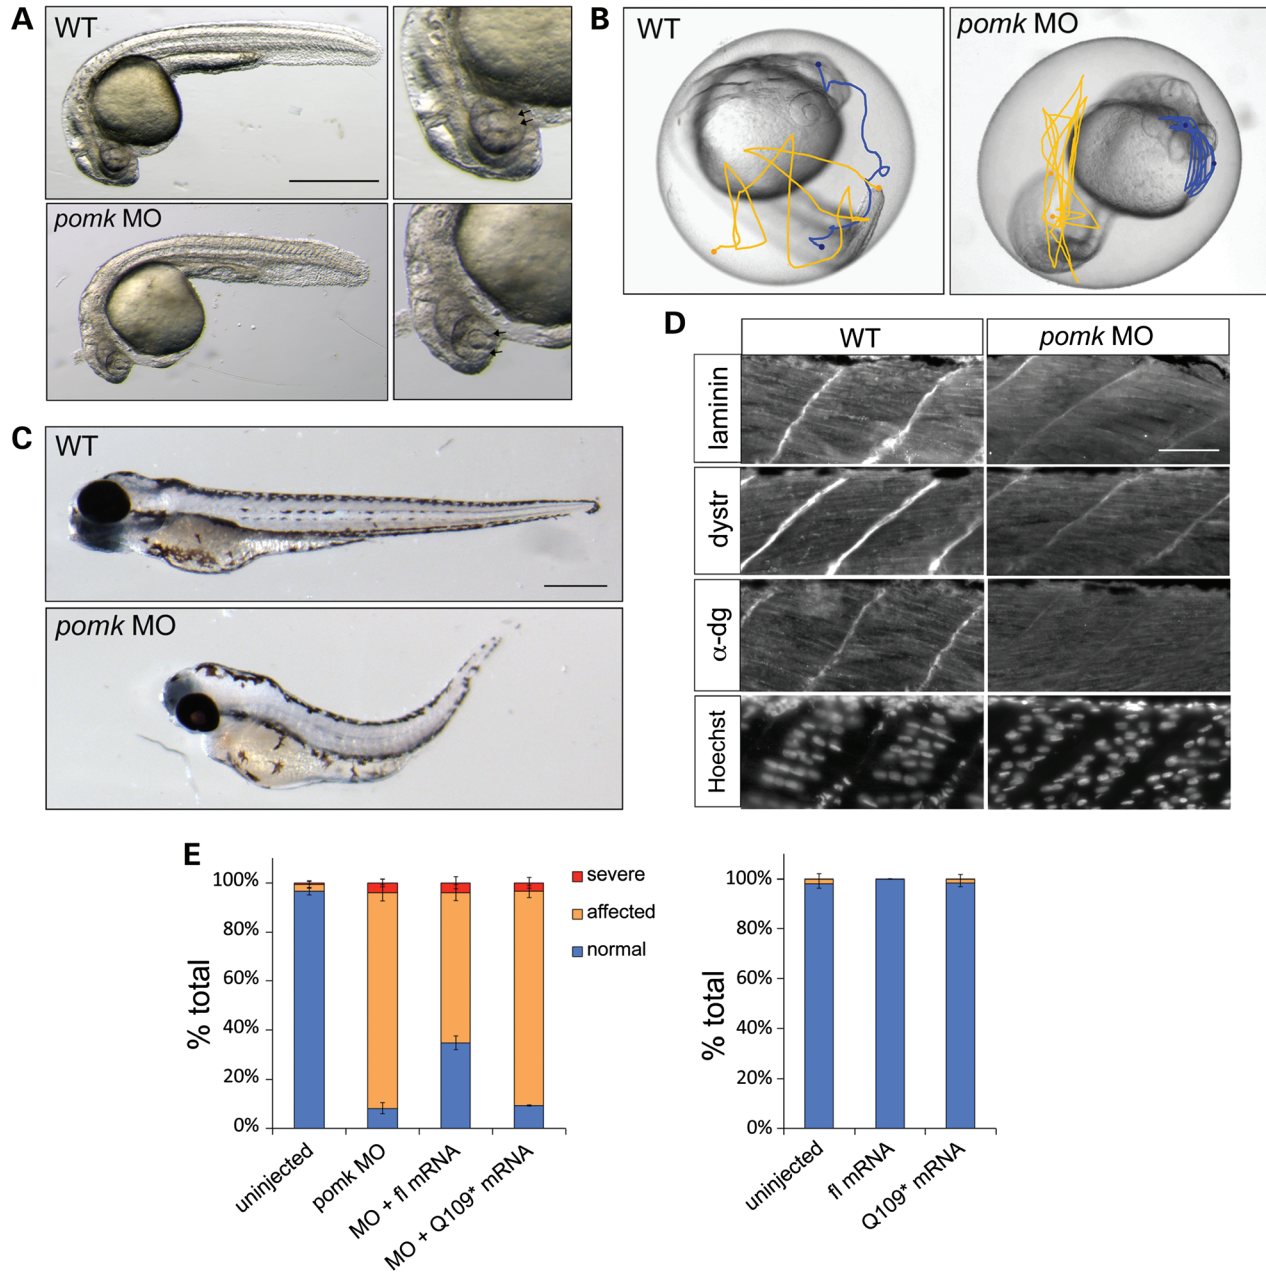 A
WT
pomk MO
B
WT
pomk MO
C
WT
pomk MO
D
WT
pomk MO
laminin
dystr
α-dg
Hoechst
E
% total
100%
80%
60%
40%
20%
0%
uninjected
pomk MO
MO + fl mRNA
MO + Q109* mRNA
severe
affected
normal
% total
100%
80%
60%
40%
20%
0%
uninjected
fl mRNA
Q109* mRNA